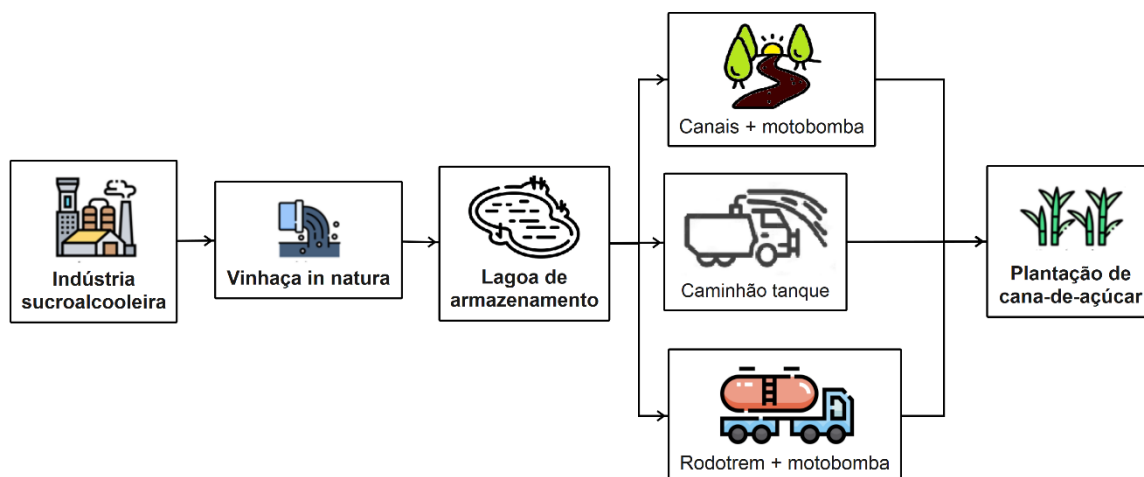 Indústria
sucroalcooleira
Vinhaça in natura
Lagoa de
armazenamento
Canais + motobomba
Caminhão tanque
Rodotrem + motobomba
Plantação de
cana-de-açúcar